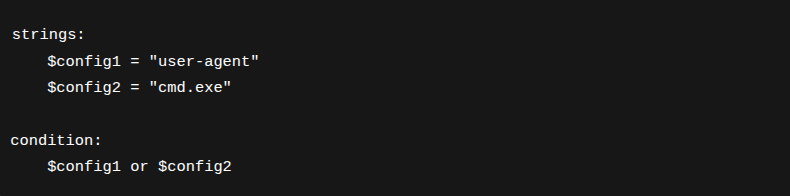 strings:
    $config1 = "user-agent"
    $config2 = "cmd.exe"
condition:
    $config1 or $config2